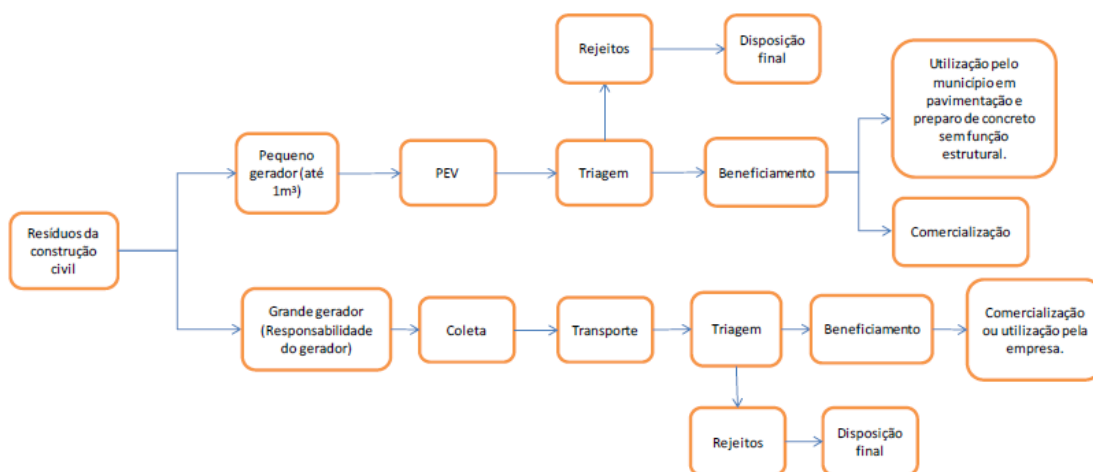 Rejeitos
Disposição
final
Utilização pelo
município em
pavimentação e
preparo de concreto
sem função
estrutural.
Pequeno
gerador (até
1m³)
PEV
Triagem
Beneficiamento
Resíduos da
construção
civil
Comercialização
Grande gerador
(Responsabilidade
do gerador)
Coleta
Transporte
Triagem
Beneficiamento
Comercialização
ou utilização pela
empresa.
Rejeitos
Disposição
final